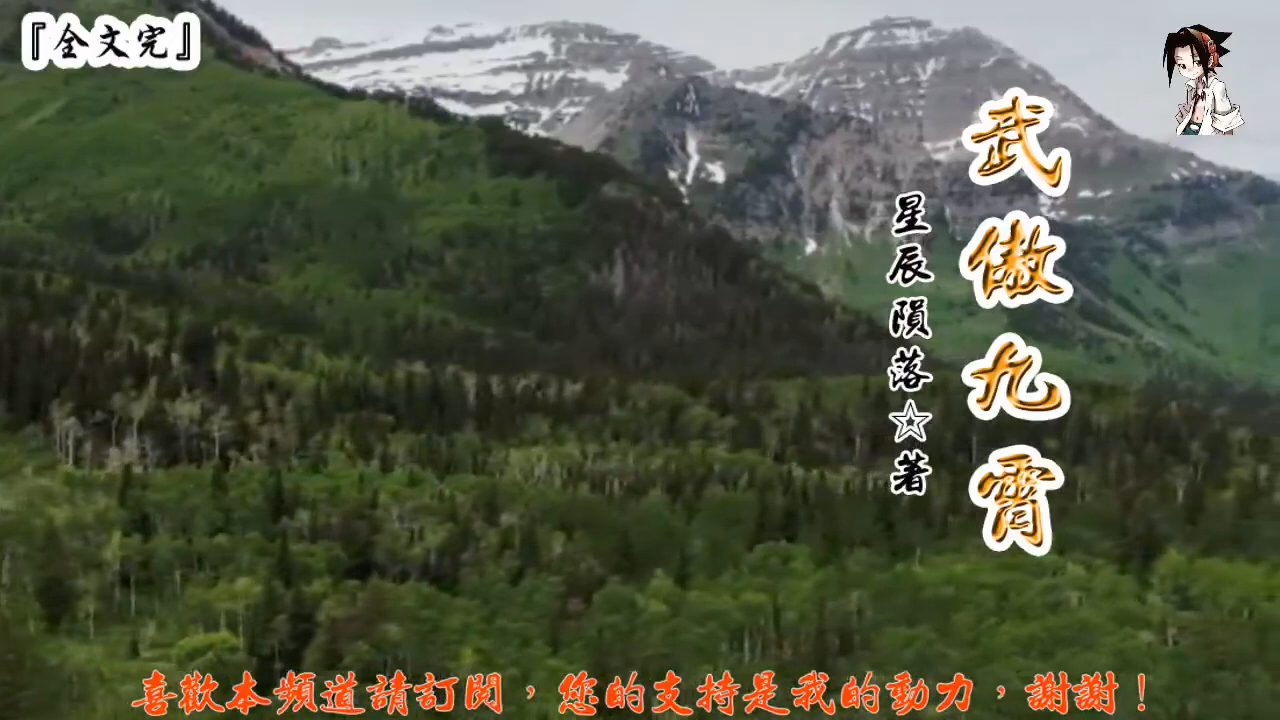 『全文完』
武傲九霄
星辰隕落☆著
喜歡本頻道請訂閱，您的支持是我的動力，謝謝！